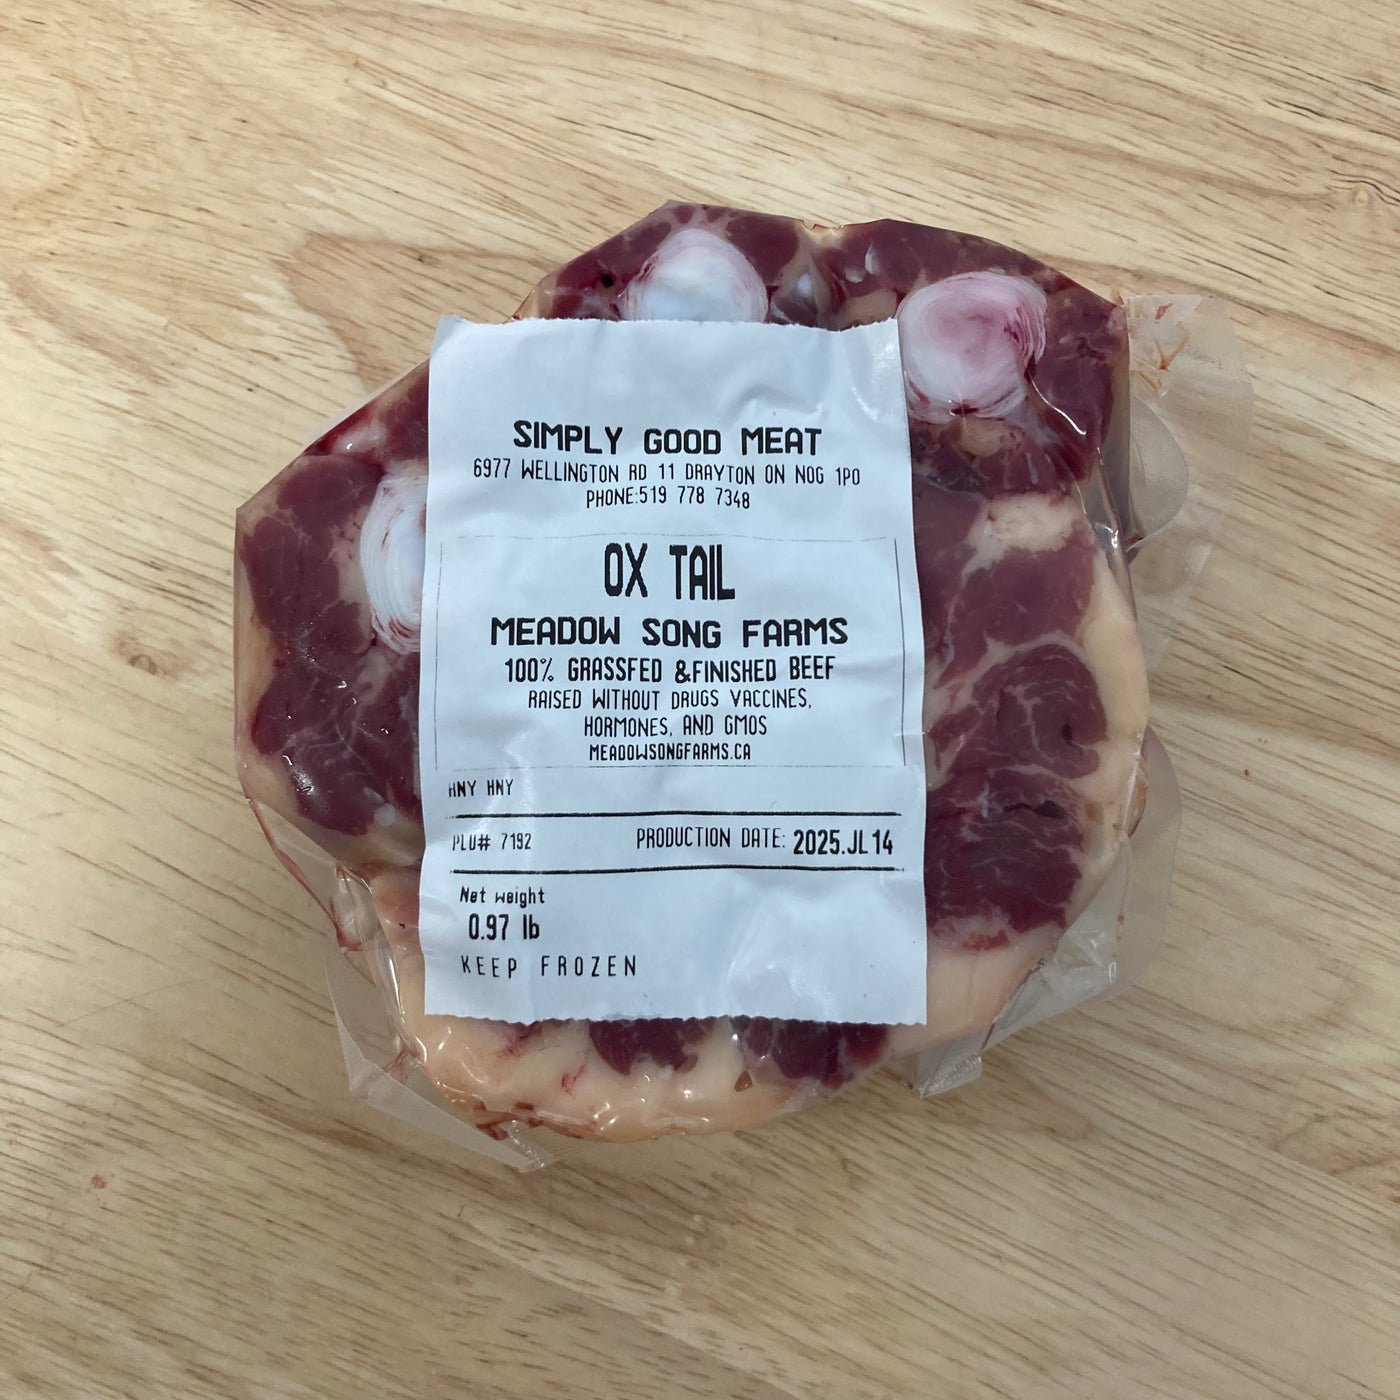 SIMPLY GOOD MEAT
6977 WELLINGTON RD 11 DRAYTON ON NOG 1P0
PHONE:519 778 7348
OX TAIL
MEADOW SONG FARMS
100% GRASSFED &FINISHED BEEF
RAISED WITHOUT DRUGS VACCINES,
HORMONES, AND GMOS
MEADOWSONGFARMS.CA
HNY HNY
PLU# 7192 PRODUCTION DATE: 2025.JL14
Net weight
0.97 lb
KEEP FROZEN